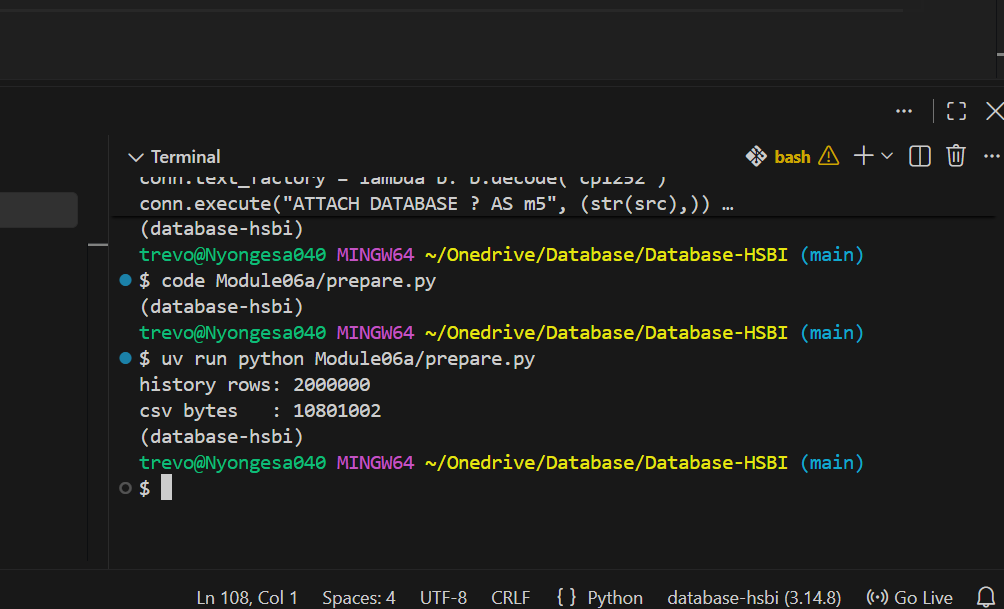 Terminal
bash
conn.text_factory = lambda b: b.decode('cp1252')
conn.execute("ATTACH DATABASE ? AS m5", (str(src),)) …
(database-hsbi)
trevo@Nyongesa040 MINGW64 ~/Onedrive/Database/Database-HSBI (main)
$ code Module06a/prepare.py
(database-hsbi)
trevo@Nyongesa040 MINGW64 ~/Onedrive/Database/Database-HSBI (main)
$ uv run python Module06a/prepare.py
history rows: 2000000
csv bytes   : 10801002
(database-hsbi)
trevo@Nyongesa040 MINGW64 ~/Onedrive/Database/Database-HSBI (main)
$
Ln 108, Col 1 Spaces: 4 UTF-8 CRLF { } Python database-hsbi (3.14.8) Go Live